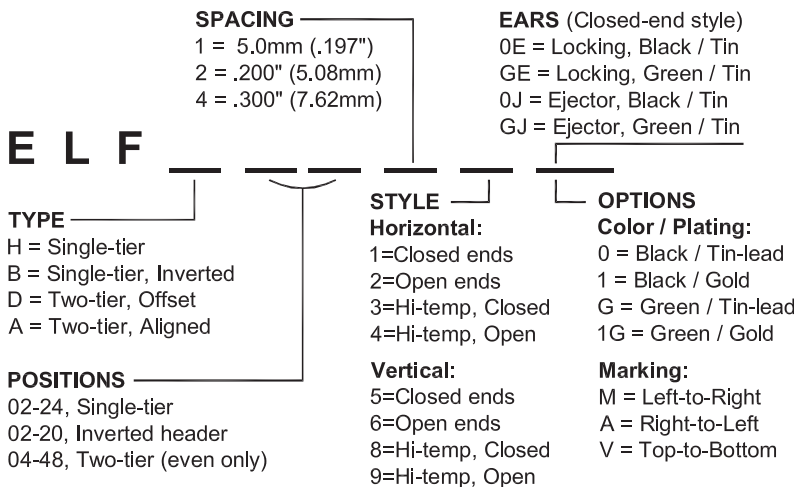 SPACING
1 = 5.0mm (.197")
2 = .200" (5.08mm)
4 = .300" (7.62mm)
EARS (Closed-end style)
0E = Locking, Black / Tin
GE = Locking, Green / Tin
0J = Ejector, Black / Tin
GJ = Ejector, Green / Tin
E L F
TYPE
H = Single-tier
B = Single-tier, Inverted
D = Two-tier, Offset
A = Two-tier, Aligned
POSITIONS
02-24, Single-tier
02-20, Inverted header
04-48, Two-tier (even only)
STYLE
Horizontal:
1=Closed ends
2=Open ends
3=Hi-temp, Closed
4=Hi-temp, Open
Vertical:
5=Closed ends
6=Open ends
8=Hi-temp, Closed
9=Hi-temp, Open
OPTIONS
Color / Plating:
0 = Black / Tin-lead
1 = Black / Gold
G = Green / Tin-lead
1G = Green / Gold
Marking:
M = Left-to-Right
A = Right-to-Left
V = Top-to-Bottom